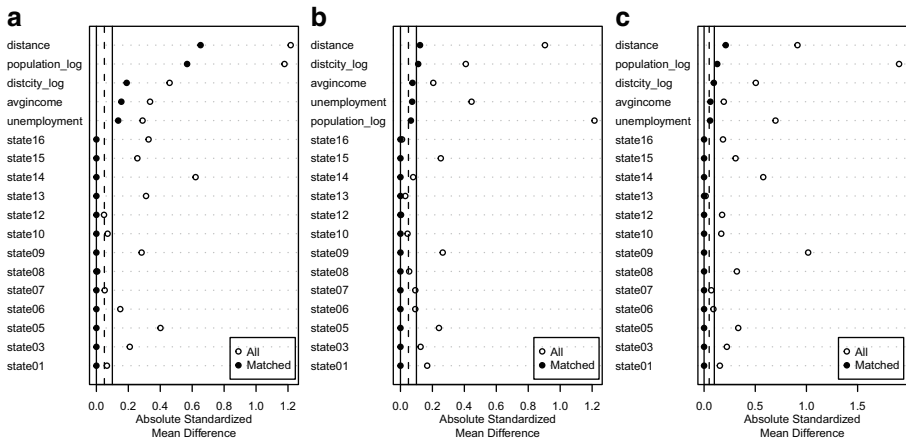 a
distance
population_log
distcity_log
avgincome
unemployment
state16
state15
state14
state13
state12
state10
state09
state08
state07
state06
state05
state03
state01
All
Matched
0.0 0.2 0.4 0.6 0.8 1.0 1.2
Absolute Standardized
Mean Difference
b
distance
distcity_log
avgincome
unemployment
population_log
state16
state15
state14
state13
state12
state10
state09
state08
state07
state06
state05
state03
state01
All
Matched
0.0 0.2 0.4 0.6 0.8 1.0 1.2
Absolute Standardized
Mean Difference
c
distance
population_log
distcity_log
avgincome
unemployment
state16
state15
state14
state13
state12
state10
state09
state08
state07
state06
state05
state03
state01
All
Matched
0.0 0.5 1.0 1.5
Absolute Standardized
Mean Difference